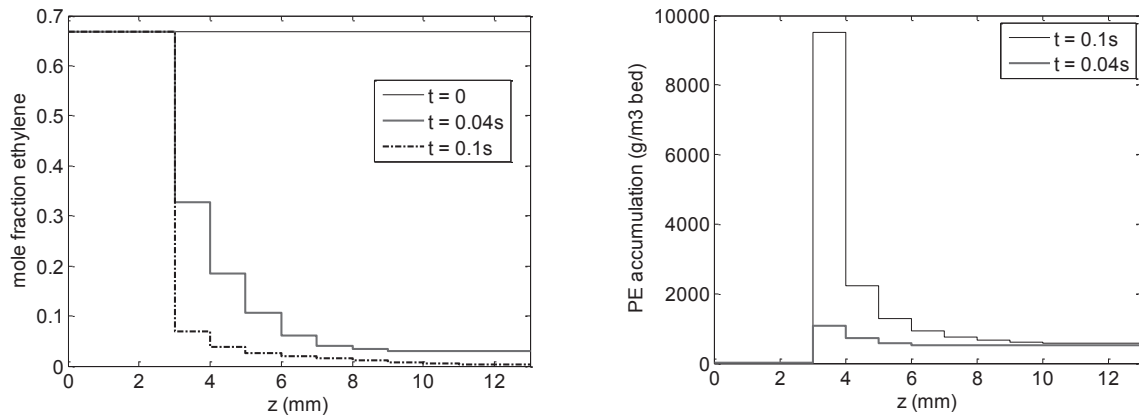 0.7
0.6
0.5
0.4
0.3
0.2
0.1
0
mole fraction ethylene
t = 0
t = 0.04s
t = 0.1s
0 2 4 6 8 10 12
z (mm)
10000
8000
6000
4000
2000
0
PE accumulation (g/m3 bed)
t = 0.1s
t = 0.04s
0 2 4 6 8 10 12
z (mm)